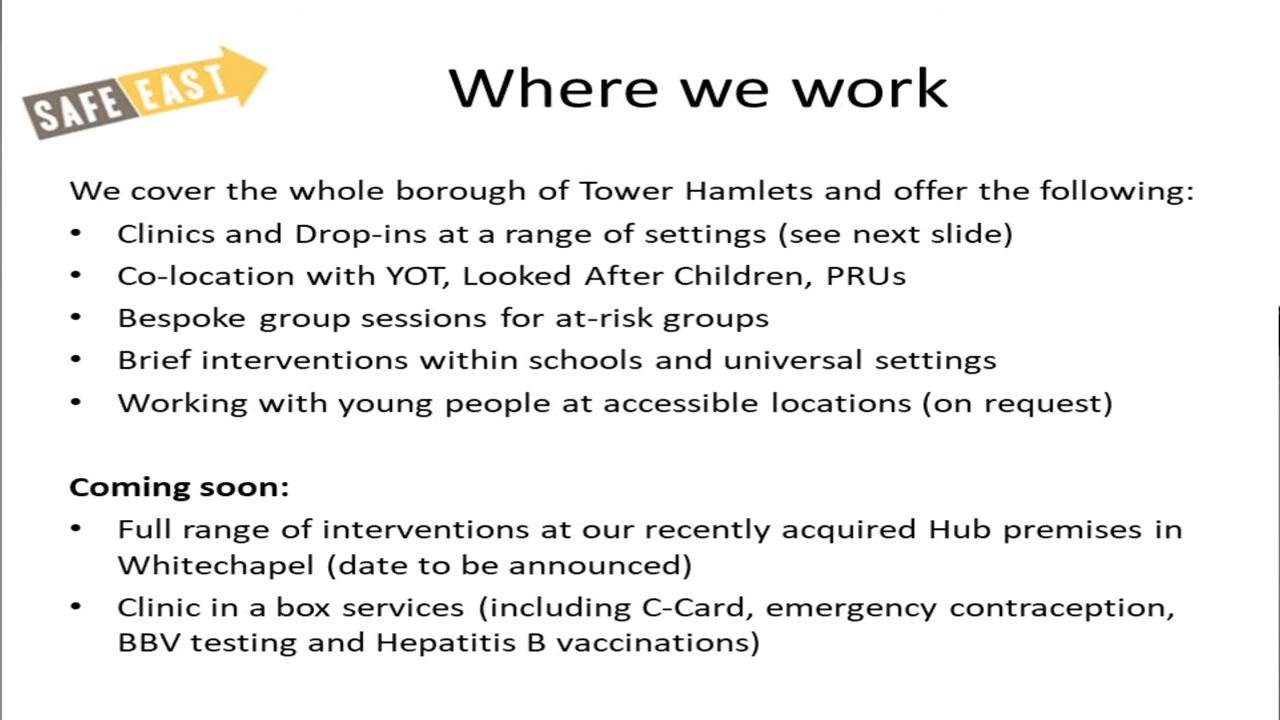 SAFE EAST
Where we work
We cover the whole borough of Tower Hamlets and offer the following:
• Clinics and Drop-ins at a range of settings (see next slide)
• Co-location with YOT, Looked After Children, PRUs
• Bespoke group sessions for at-risk groups
• Brief interventions within schools and universal settings
• Working with young people at accessible locations (on request)
Coming soon:
• Full range of interventions at our recently acquired Hub premises in
Whitechapel (date to be announced)
• Clinic in a box services (including C-Card, emergency contraception,
BBV testing and Hepatitis B vaccinations)